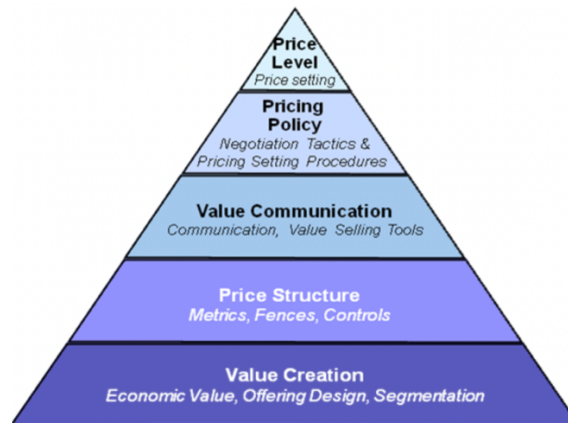 Price
Level
Price setting
Pricing
Policy
Negotiation Tactics &
Pricing Setting Procedures
Value Communication
Communication, Value Selling Tools
Price Structure
Metrics, Fences, Controls
Value Creation
Economic Value, Offering Design, Segmentation